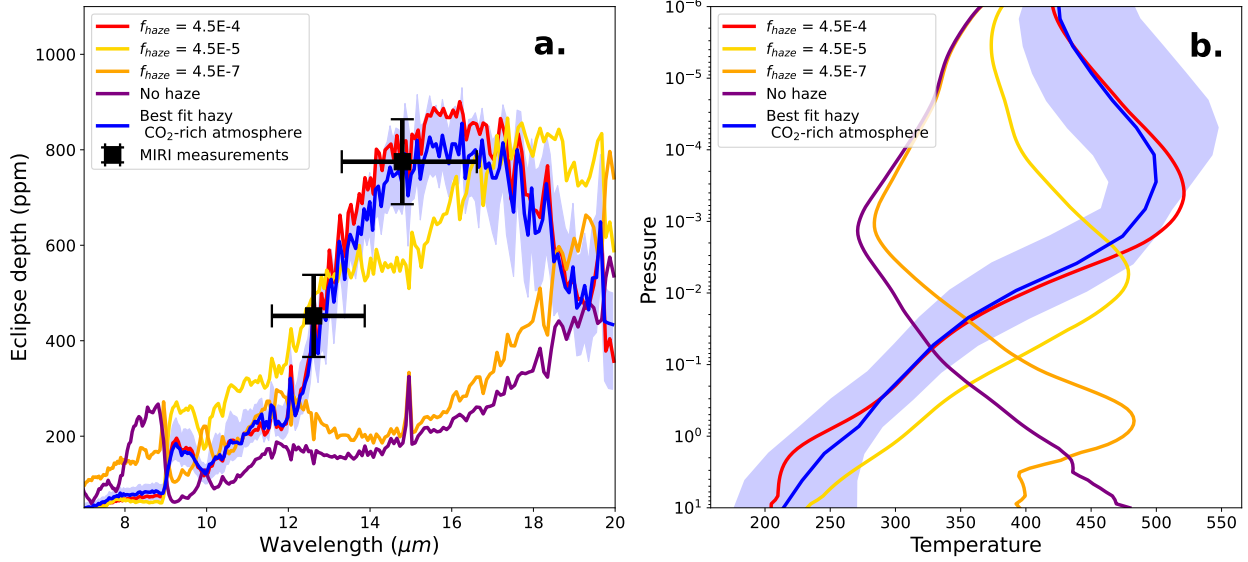 a.
f_haze = 4.5E-4
f_haze = 4.5E-5
f_haze = 4.5E-7
No haze
Best fit hazy
CO₂-rich atmosphere
MIRI measurements
Eclipse depth (ppm)
1000
800
600
400
200
8 10 12 14 16 18 20
Wavelength (μm)
b.
f_haze = 4.5E-4
f_haze = 4.5E-5
f_haze = 4.5E-7
No haze
Best fit hazy
CO₂-rich atmosphere
Pressure
10⁻⁶
10⁻⁵
10⁻⁴
10⁻³
10⁻²
10⁻¹
10⁰
10¹
200 250 300 350 400 450 500 550
Temperature